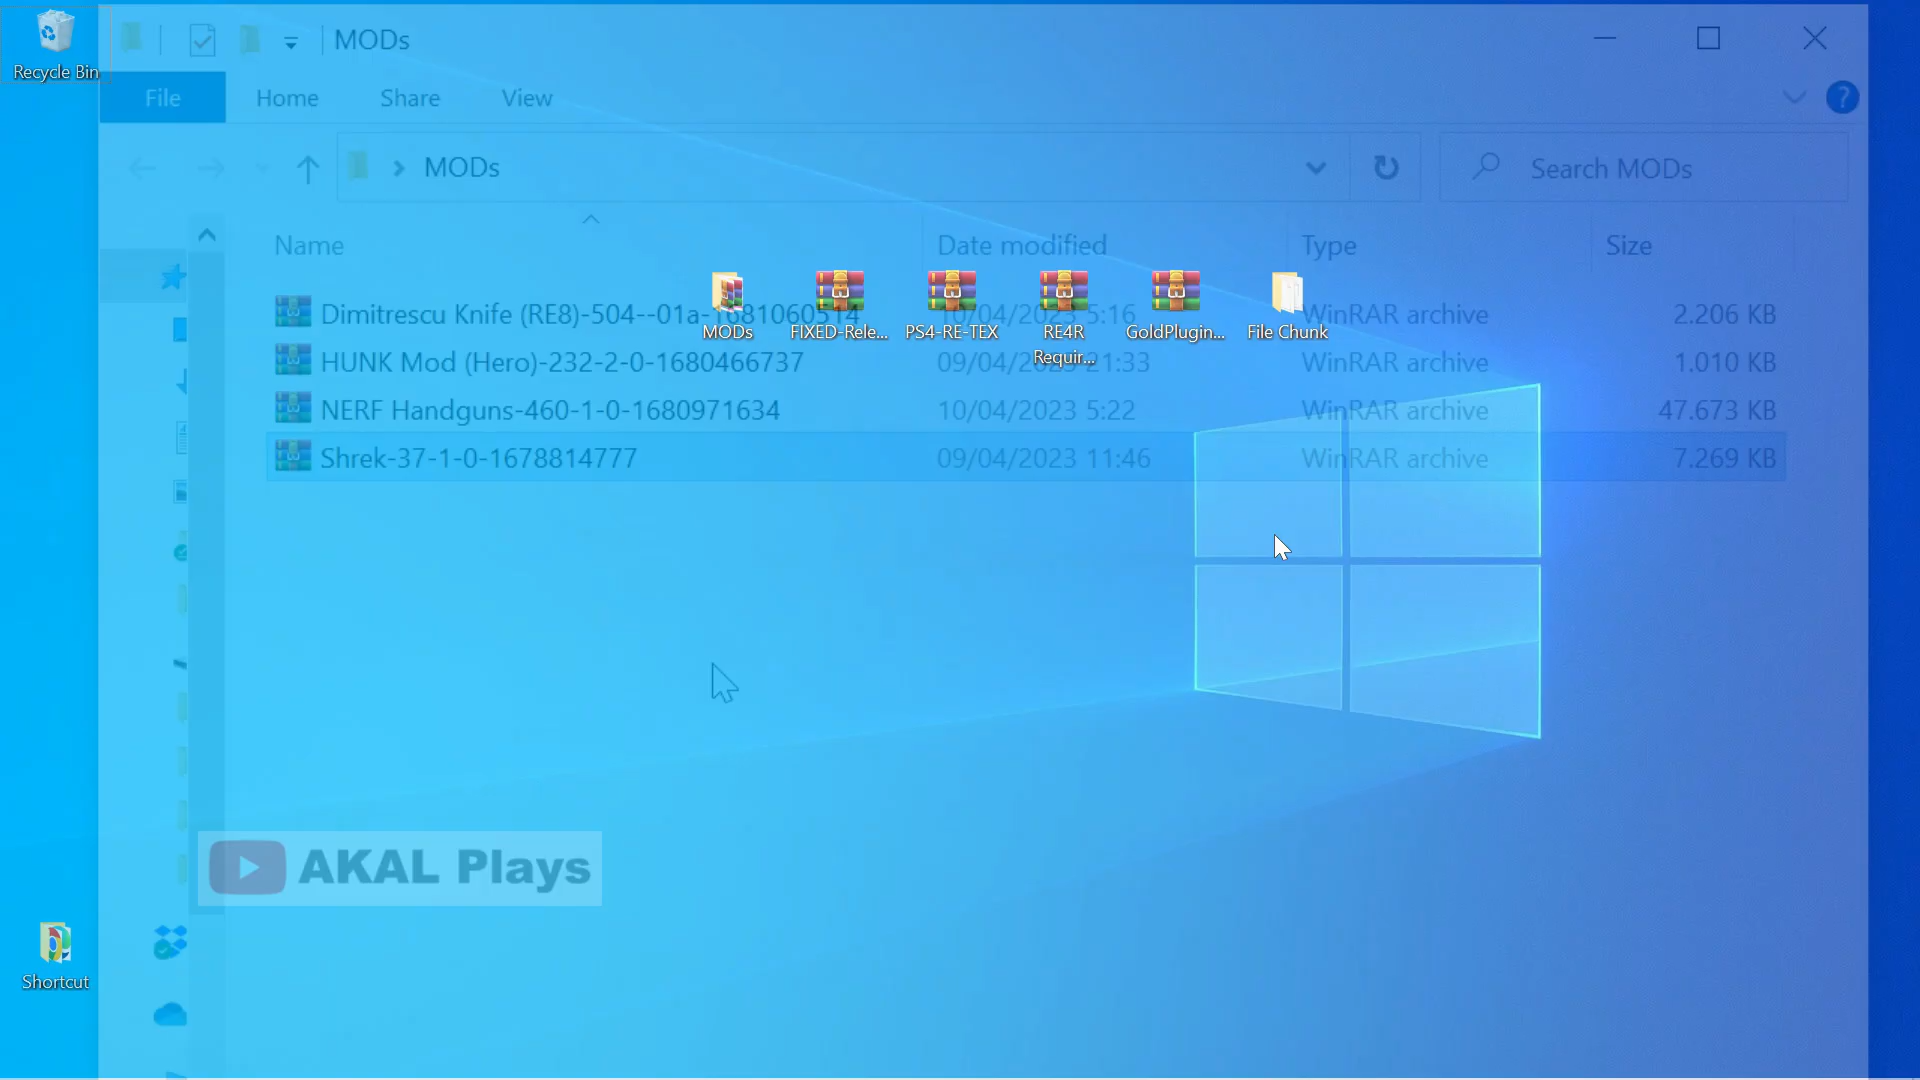 Recycle Bin
MODs
File
Home
Share
View
?
MODs
Search MODs
Name
Date modified
Type
Size
MODs
FIXED-Rele...
PS4-RE-TEX
RE4R
Requir...
GoldPlugin...
File Chunk
Dimitrescu Knife (RE8)-504--01a-1681060514
10/04/2023 5:16
WinRAR archive
2.206 KB
HUNK Mod (Hero)-232-2-0-1680466737
09/04/2023 21:33
WinRAR archive
1.010 KB
NERF Handguns-460-1-0-1680971634
10/04/2023 5:22
WinRAR archive
47.673 KB
Shrek-37-1-0-1678814777
09/04/2023 11:46
WinRAR archive
7.269 KB
AKAL Plays
Shortcut